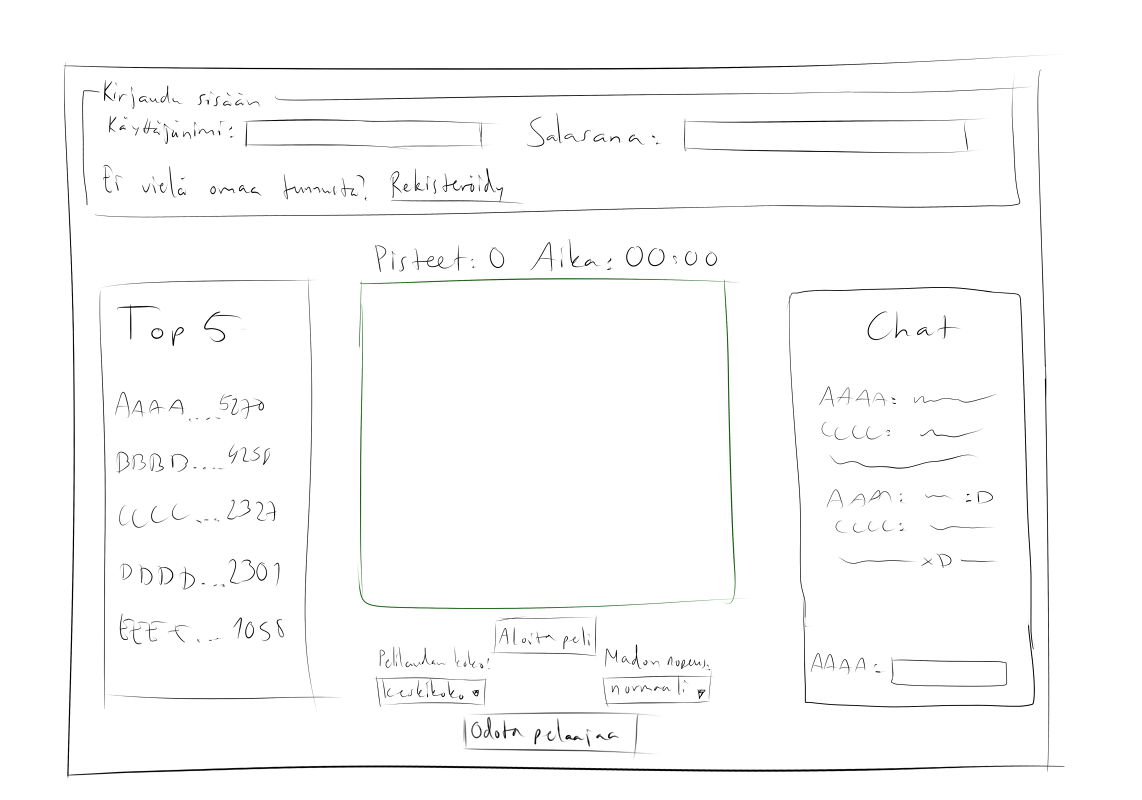 Kirjaudu sisään
Käyttäjänimi: Salasana:
Ei vielä omaa tunnusta? Rekisteröidy
Pisteet: 0 Aika: 00:00
Top 5
AAAA....5270
BBBB....4250
CCCC...2327
DDDD...2301
EEEE....1058
Aloita peli
Pelilaudan koko:
keskikoko
Madon nopeus:
normaali
Odota pelaajaa
Chat
AAAA:
CCCC:
AAAA: :D
CCCC:
xD
AAAA: